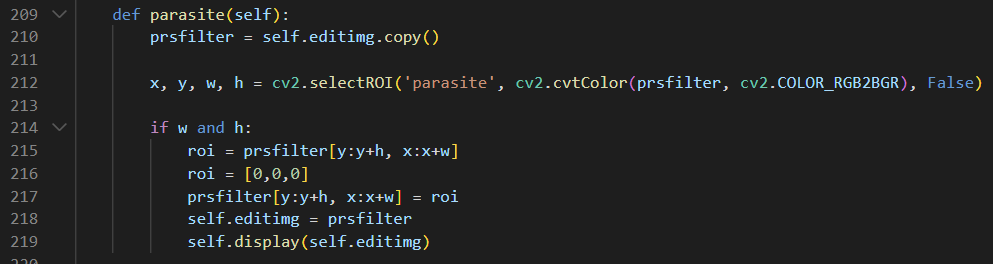 209 def parasite(self):
210 prsfilter = self.editimg.copy()
211
212 x, y, w, h = cv2.selectROI('parasite', cv2.cvtColor(prsfilter, cv2.COLOR_RGB2BGR), False)
213
214 if w and h:
215 roi = prsfilter[y:y+h, x:x+w]
216 roi = [0,0,0]
217 prsfilter[y:y+h, x:x+w] = roi
218 self.editimg = prsfilter
219 self.display(self.editimg)